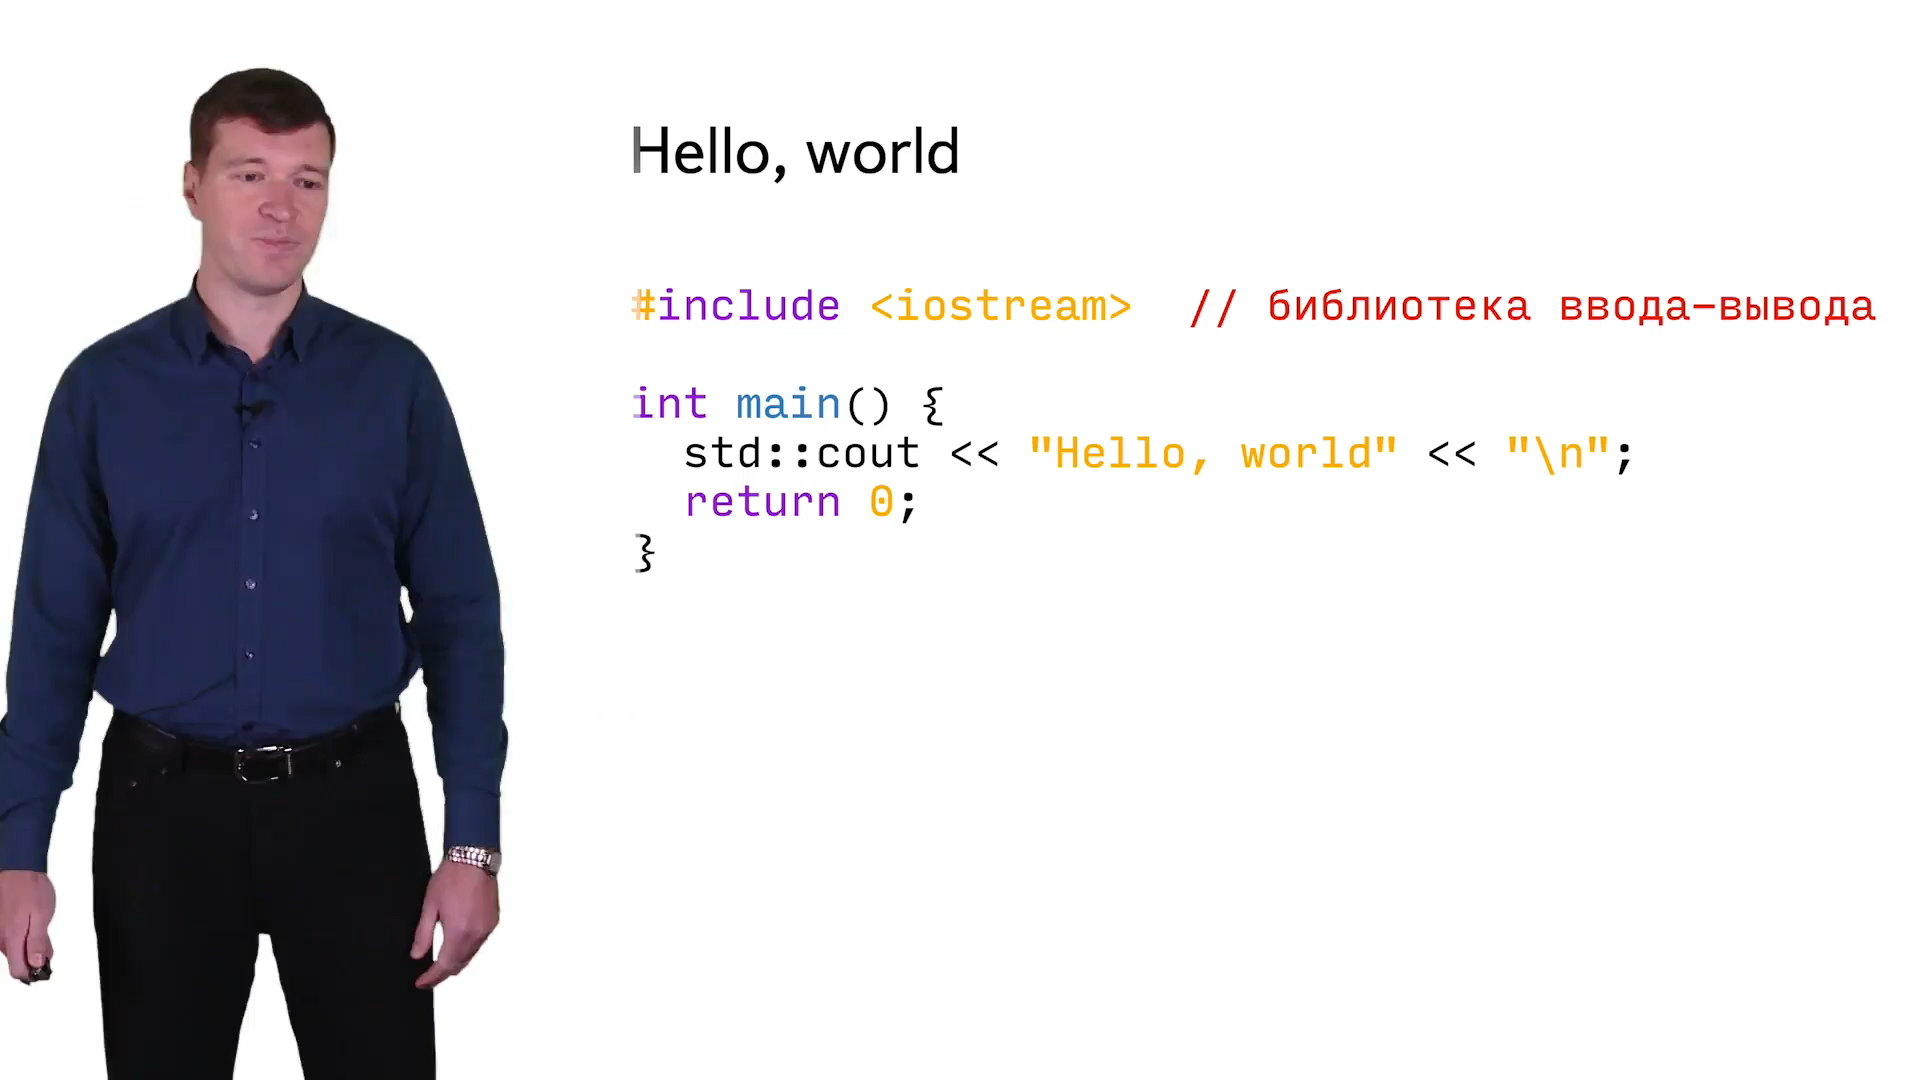 Hello, world
#include <iostream>  // библиотека ввода-вывода
int main() {
  std::cout << "Hello, world" << "\n";
  return 0;
}